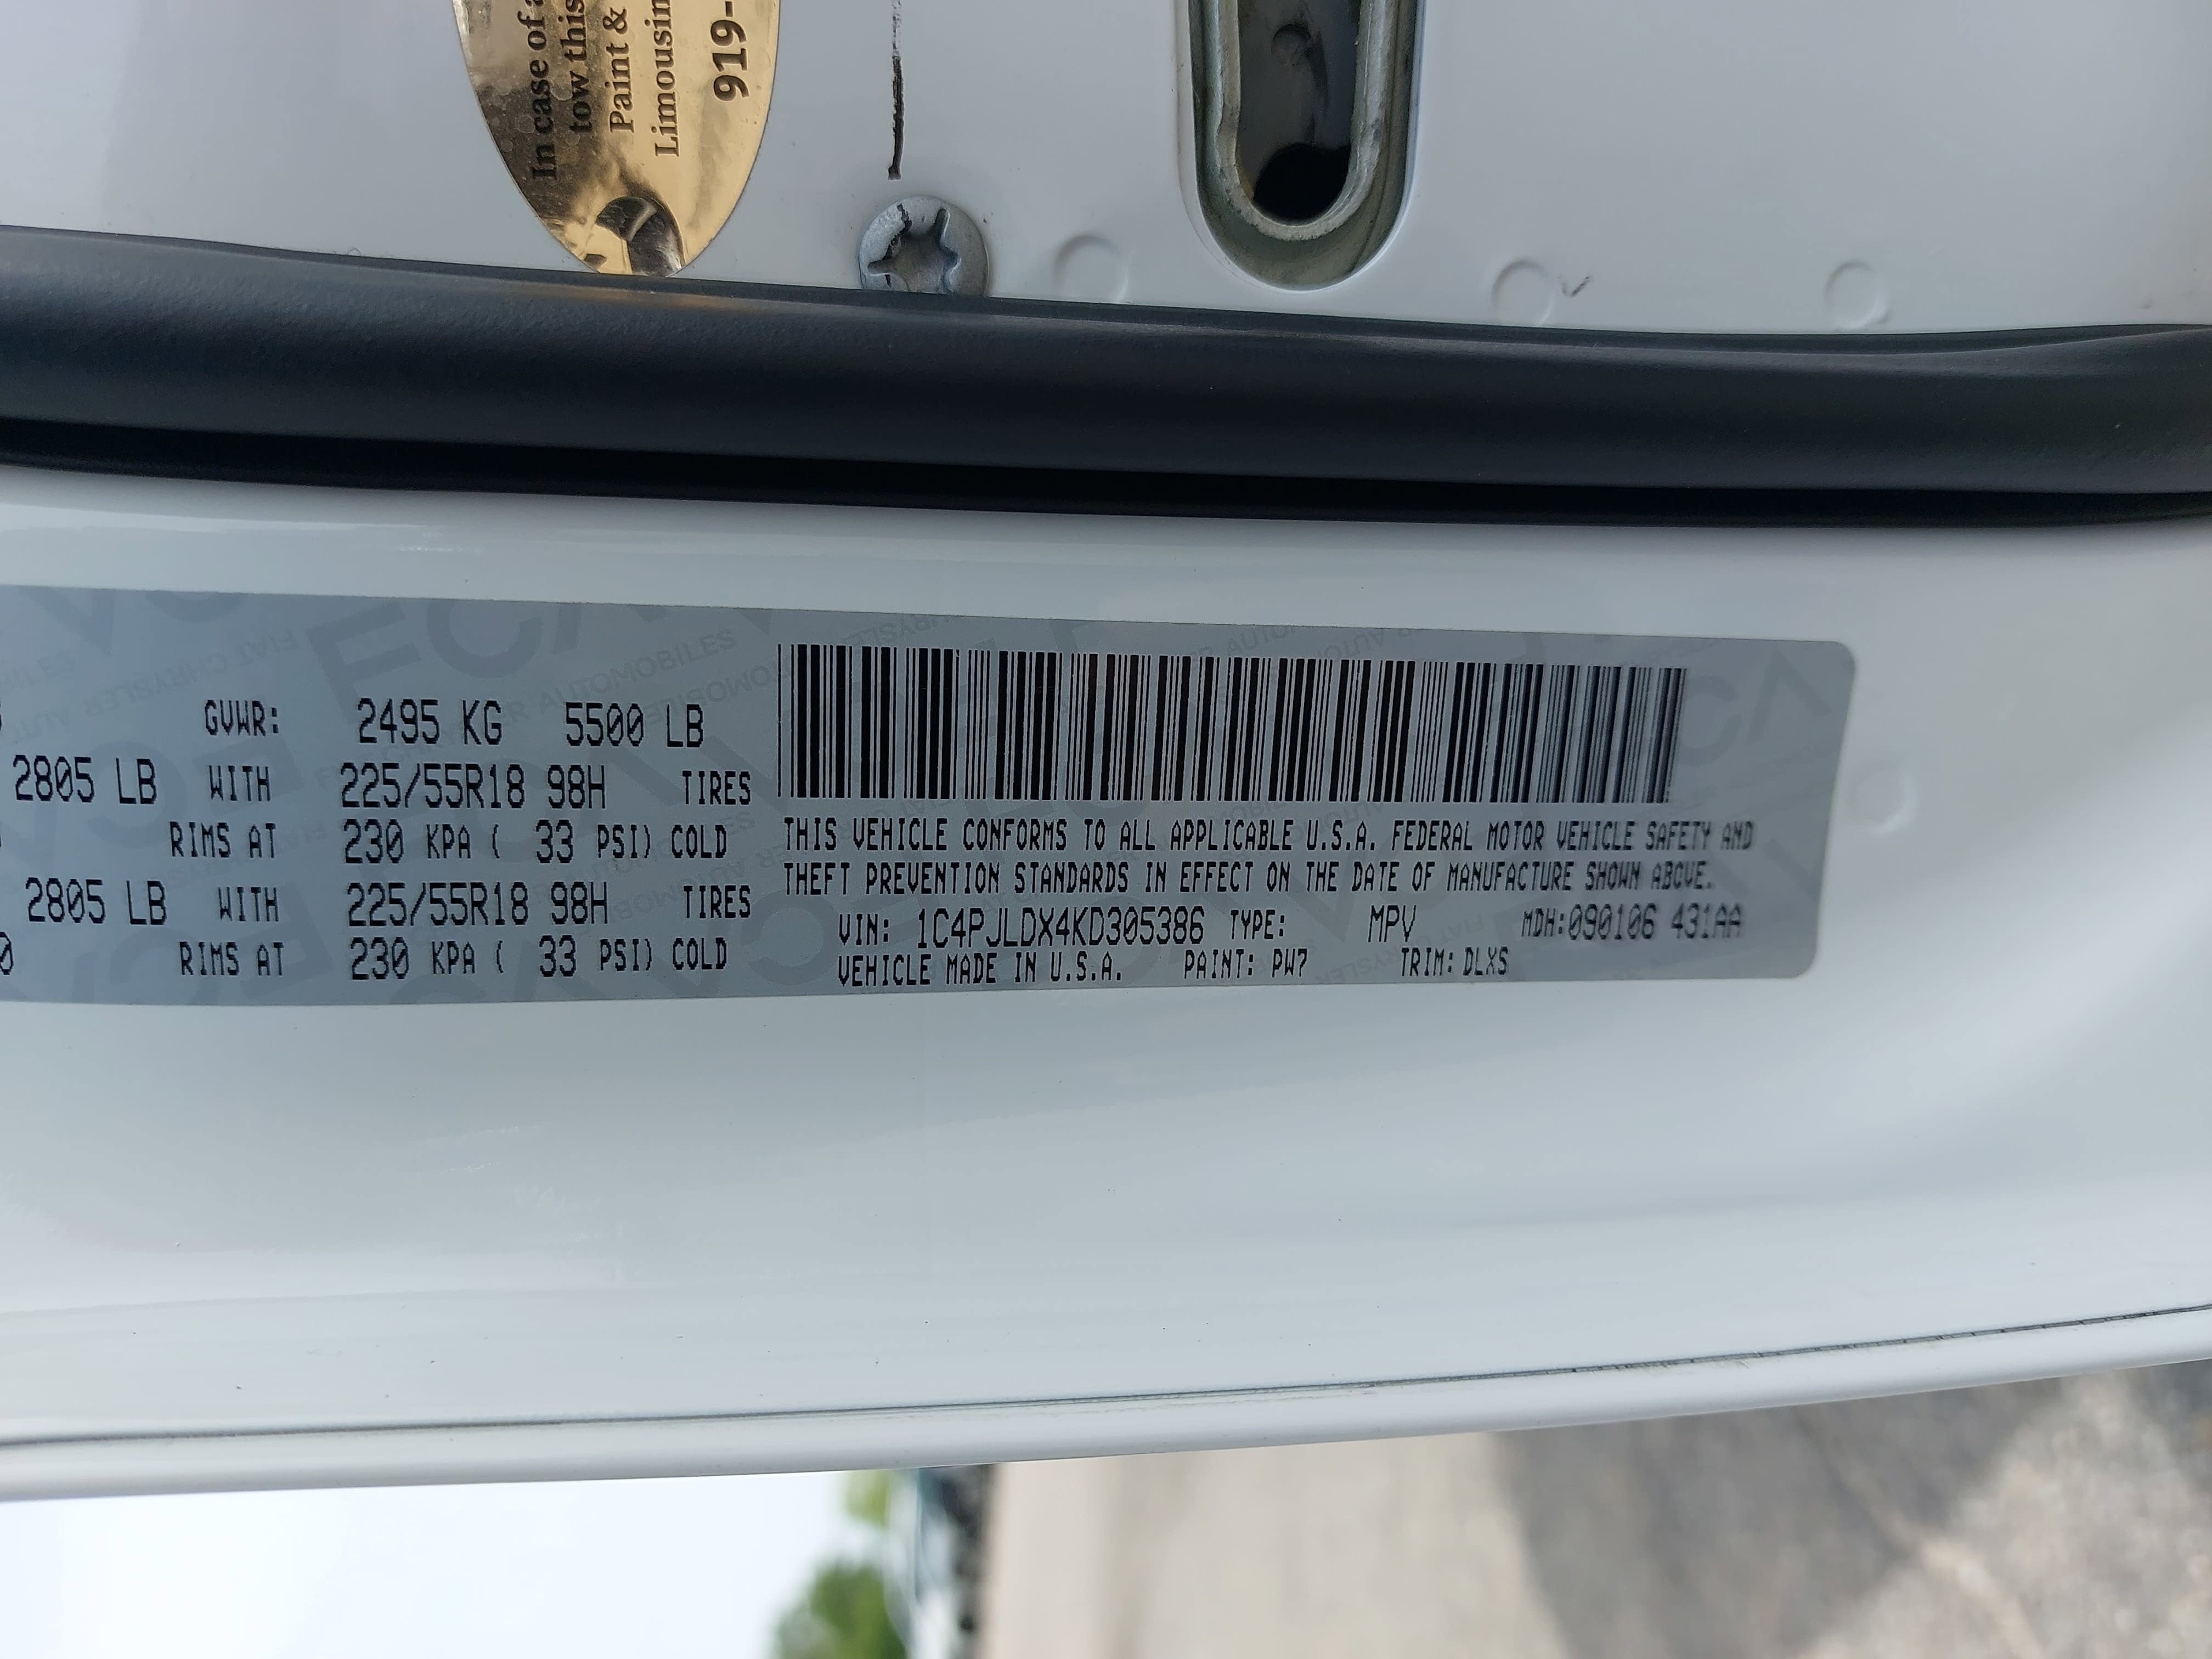 In case of a
tow this
Paint &
Limousin
919-
GVWR: 2495 KG 5500 LB
2805 LB WITH 225/55R18 98H TIRES
RIMS AT 230 KPA ( 33 PSI) COLD
2805 LB WITH 225/55R18 98H TIRES
0 RIMS AT 230 KPA ( 33 PSI) COLD
THIS VEHICLE CONFORMS TO ALL APPLICABLE U.S.A. FEDERAL MOTOR VEHICLE SAFETY AND
THEFT PREVENTION STANDARDS IN EFFECT ON THE DATE OF MANUFACTURE SHOWN ABOVE.
VIN: 1C4PJLDX4KD305386 TYPE: MPV MDH:090106 431AA
VEHICLE MADE IN U.S.A. PAINT: PW7 TRIM: DLXS